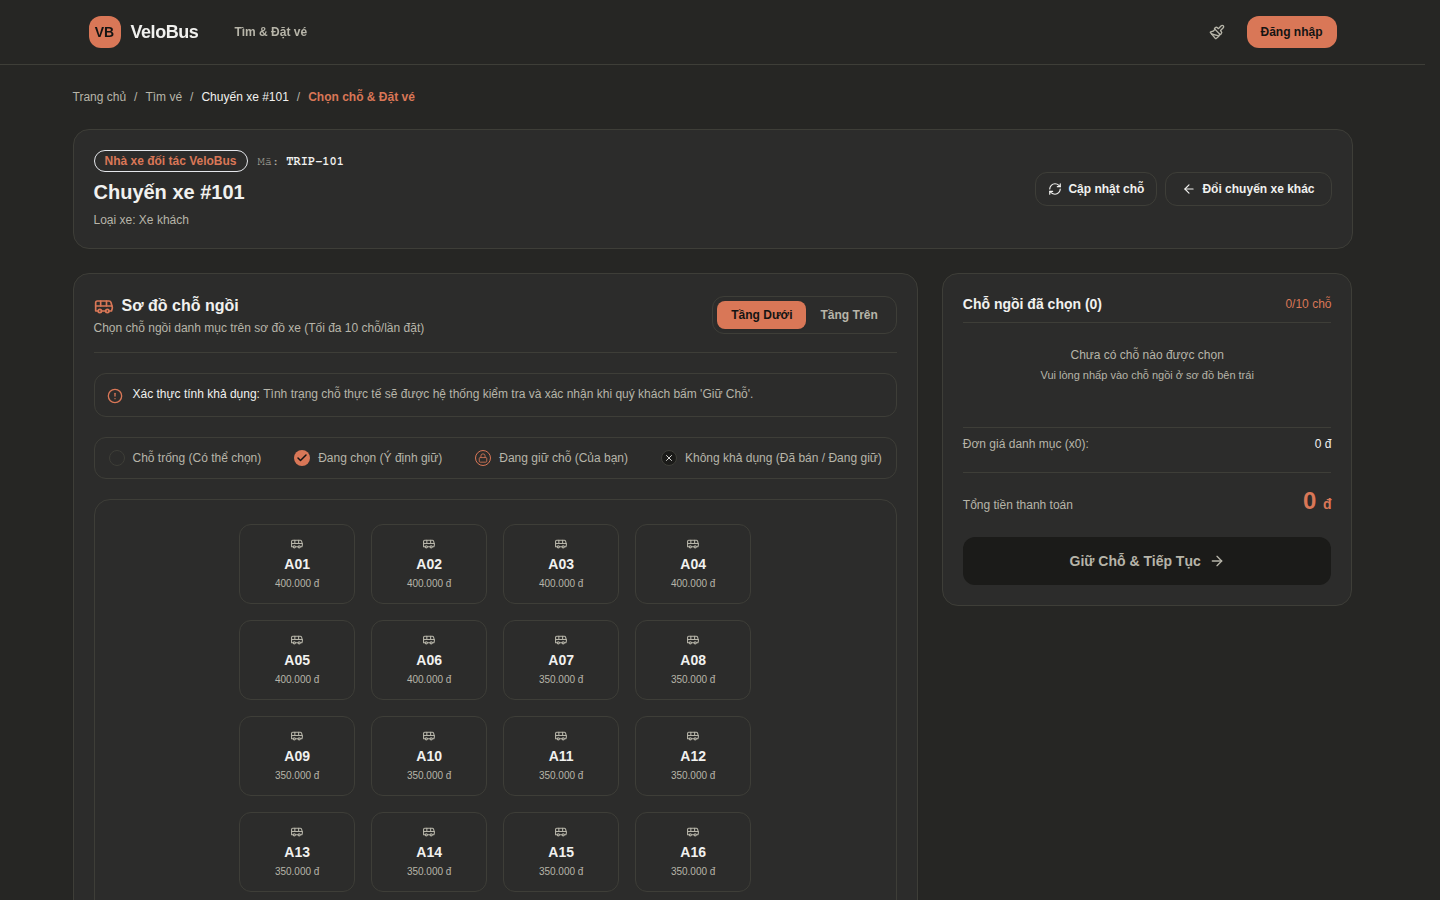 VB VeloBus Tìm & Đặt vé Đăng nhập
Trang chủ / Tìm vé / Chuyến xe #101 / Chọn chỗ & Đặt vé
Nhà xe đối tác VeloBus Mã: TRIP-101
Chuyến xe #101
Loại xe: Xe khách
Cập nhật chỗ Đổi chuyến xe khác
Sơ đồ chỗ ngồi
Chọn chỗ ngồi danh mục trên sơ đồ xe (Tối đa 10 chỗ/lần đặt)
Tầng Dưới Tầng Trên
Xác thực tính khả dụng: Tình trạng chỗ thực tế sẽ được hệ thống kiểm tra và xác nhận khi quý khách bấm 'Giữ Chỗ'.
Chỗ trống (Có thể chọn) Đang chọn (Ý định giữ) Đang giữ chỗ (Của bạn) Không khả dụng (Đã bán / Đang giữ)
A01 A02 A03 A04
400.000 đ 400.000 đ 400.000 đ 400.000 đ
A05 A06 A07 A08
400.000 đ 400.000 đ 350.000 đ 350.000 đ
A09 A10 A11 A12
350.000 đ 350.000 đ 350.000 đ 350.000 đ
A13 A14 A15 A16
350.000 đ 350.000 đ 350.000 đ 350.000 đ
Chỗ ngồi đã chọn (0) 0/10 chỗ
Chưa có chỗ nào được chọn
Vui lòng nhấp vào chỗ ngồi ở sơ đồ bên trái
Đơn giá danh mục (x0): 0 đ
Tổng tiền thanh toán 0 đ
Giữ Chỗ & Tiếp Tục